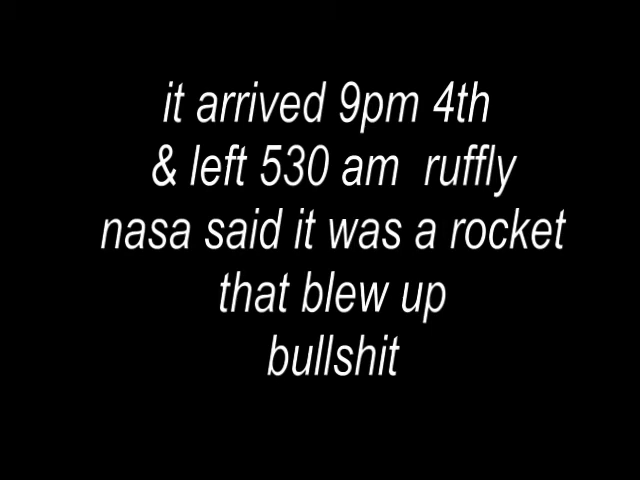 it arrived 9pm 4th
& left 530 am ruffly
nasa said it was a rocket
that blew up
bullshit